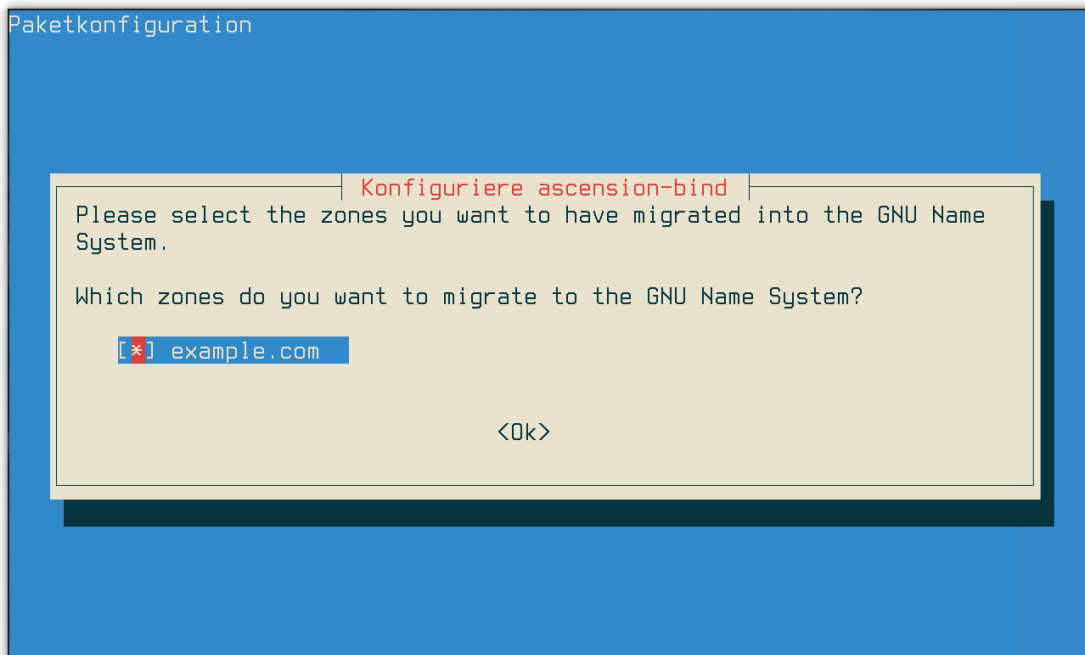 Paketkonfiguration
Konfiguriere ascension-bind
Please select the zones you want to have migrated into the GNU Name
System.
Which zones do you want to migrate to the GNU Name System?
[*] example.com
<Ok>